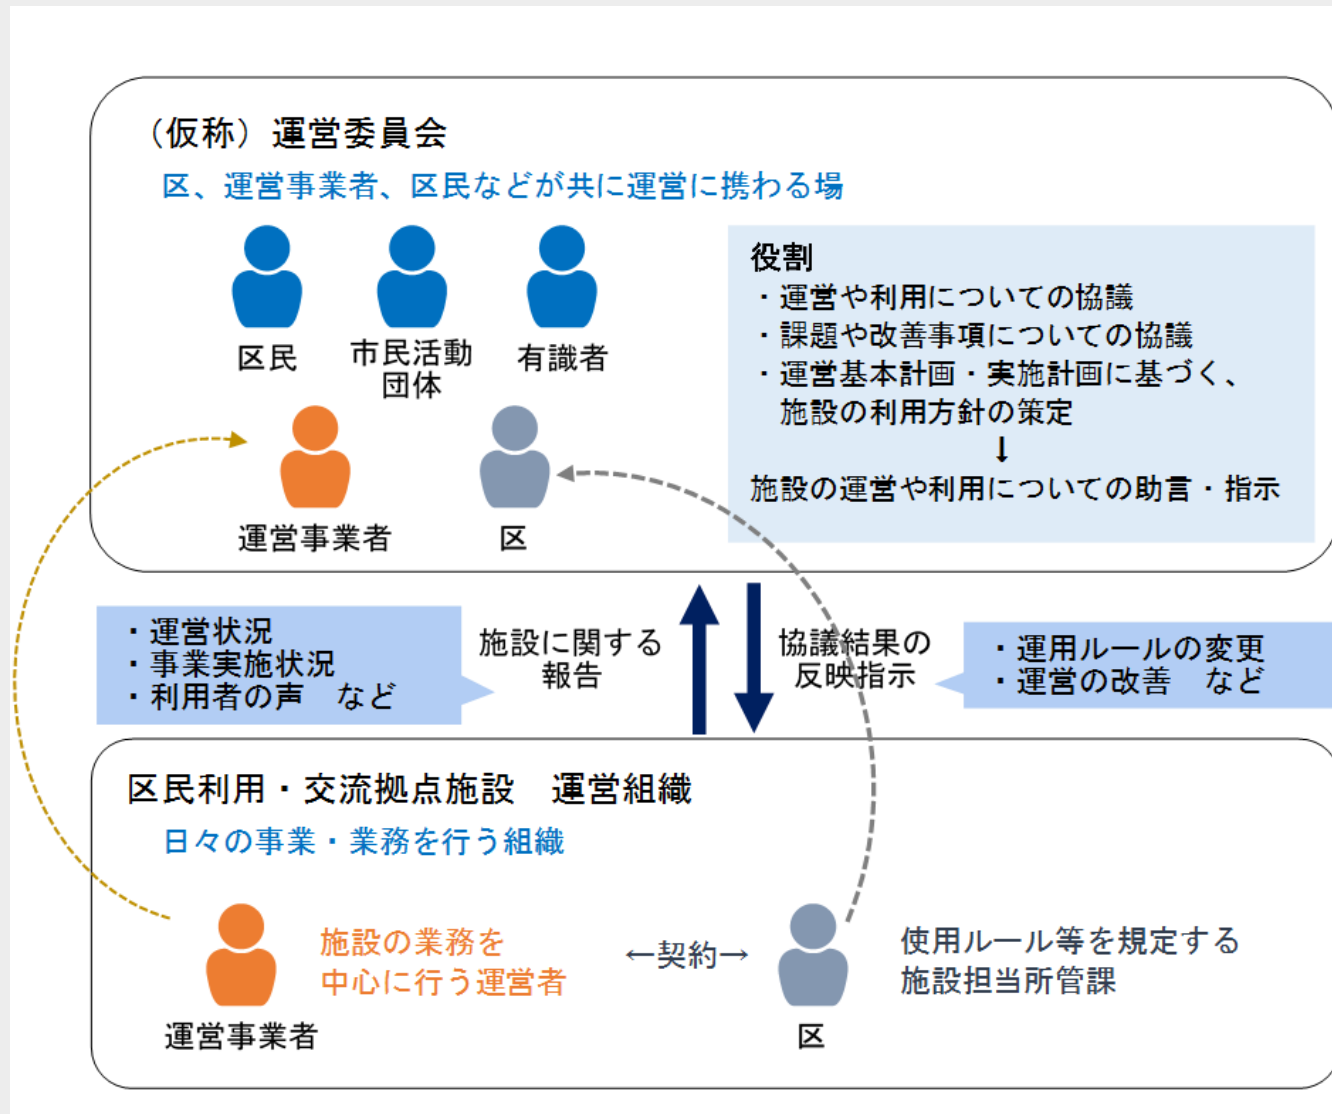 （仮称）運営委員会
区、運営事業者、区民などが共に運営に携わる場
区民
市民活動
団体
有識者
運営事業者
区
役割
・運営や利用についての協議
・課題や改善事項についての協議
・運営基本計画・実施計画に基づく、
施設の利用方針の策定
↓
施設の運営や利用についての助言・指示
・運営状況
・事業実施状況
・利用者の声　など
施設に関する
報告
協議結果の
反映指示
・運用ルールの変更
・運営の改善　など
区民利用・交流拠点施設　運営組織
日々の事業・業務を行う組織
運営事業者
施設の業務を
中心に行う運営者
←契約→
区
使用ルール等を規定する
施設担当所管課